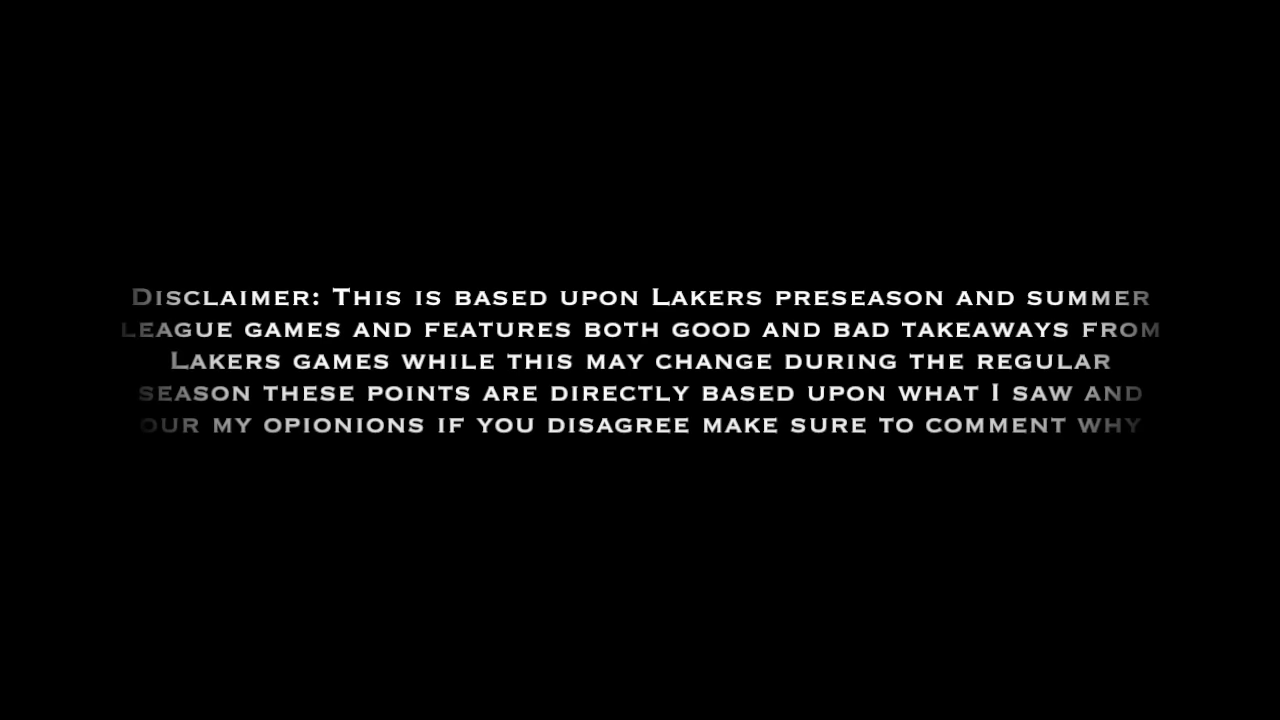 Disclaimer: This is based upon Lakers preseason and summer
league games and features both good and bad takeaways from
Lakers games while this may change during the regular
season these points are directly based upon what I saw and
our my opionions if you disagree make sure to comment why